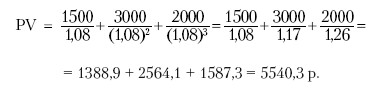 PV = 1500/1,08 + 3000/(1,08)² + 2000/(1,08)³ = 1500/1,08 + 3000/1,17 + 2000/1,26 =
= 1388,9 + 2564,1 + 1587,3 = 5540,3 р.